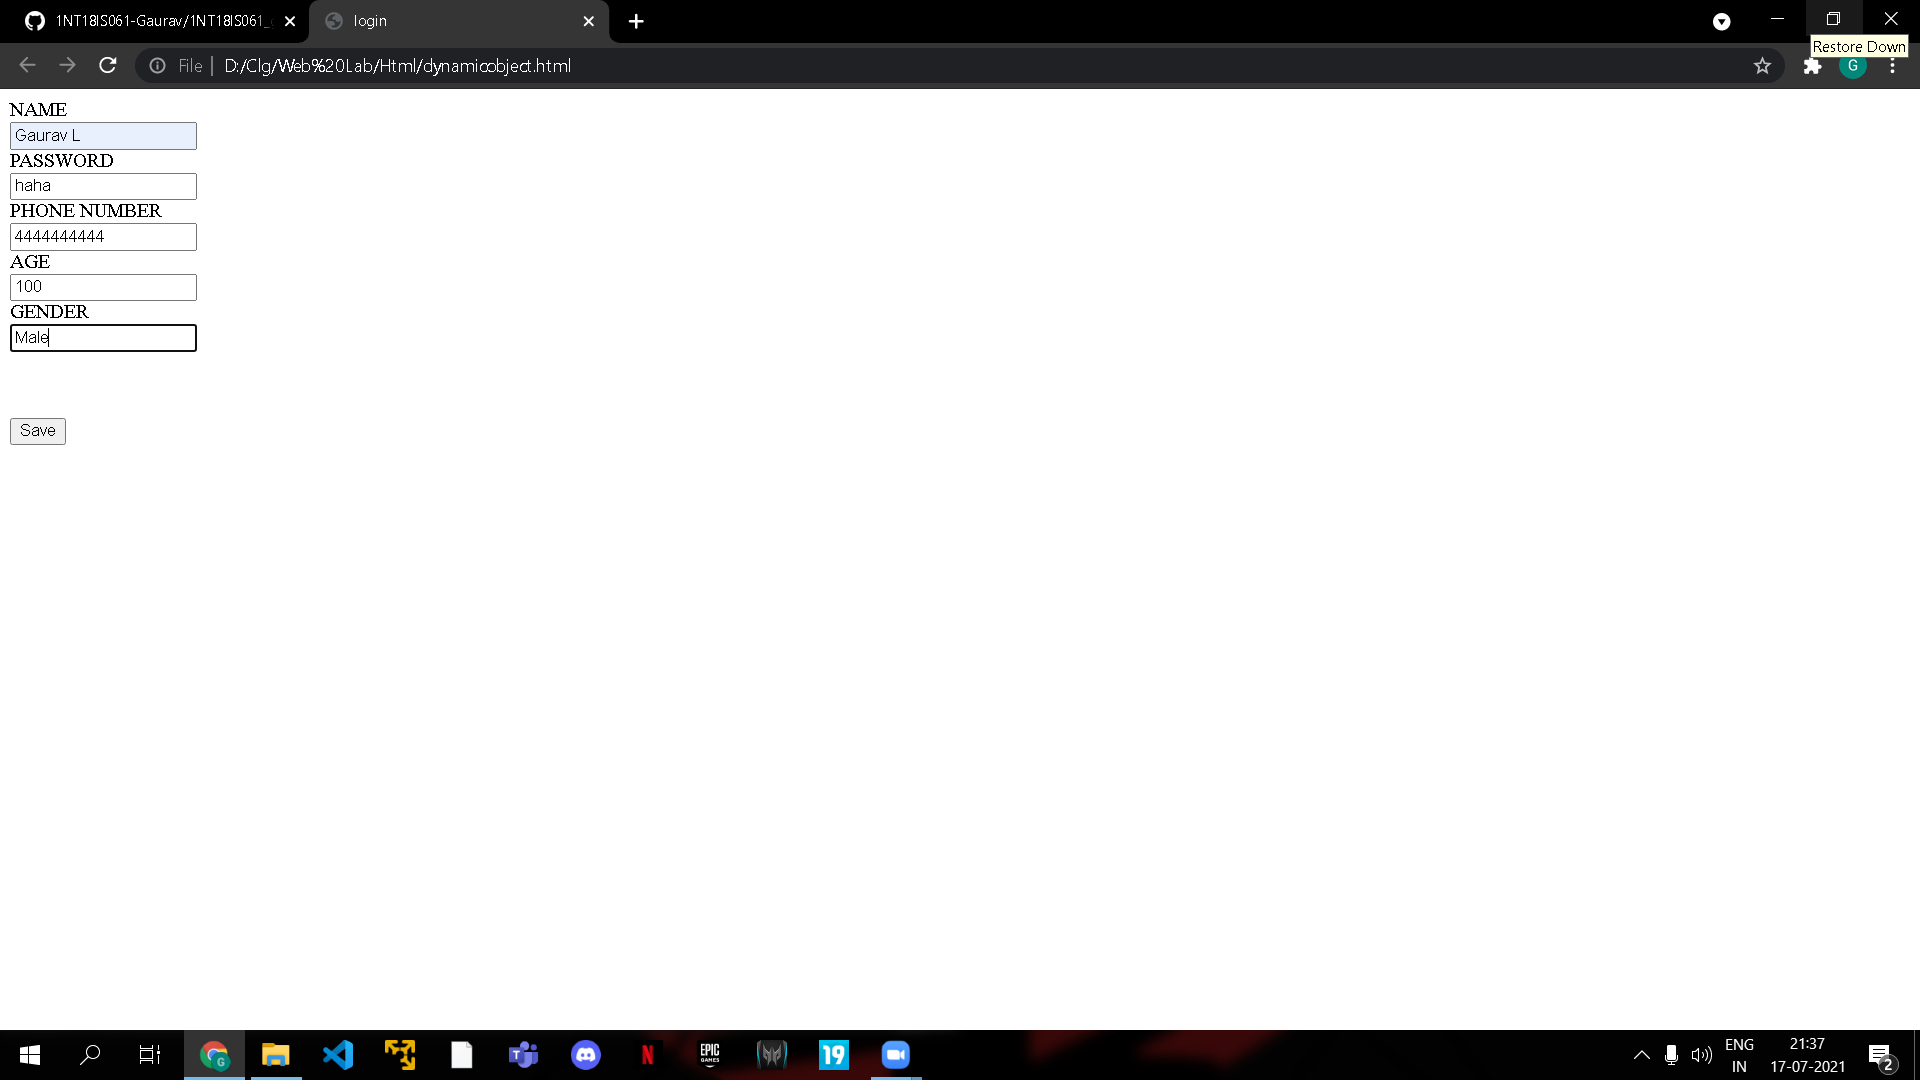 1NT18IS061-Gaurav/1NT18IS061_
login
Restore Down
File | D:/Clg/Web%20Lab/Html/dynamicobject.html
G
NAME
Gaurav L
PASSWORD
haha
PHONE NUMBER
4444444444
AGE
100
GENDER
Male
Save
G
T
N
EPIC
GAMES
19
ENG
IN
21:37
17-07-2021
2